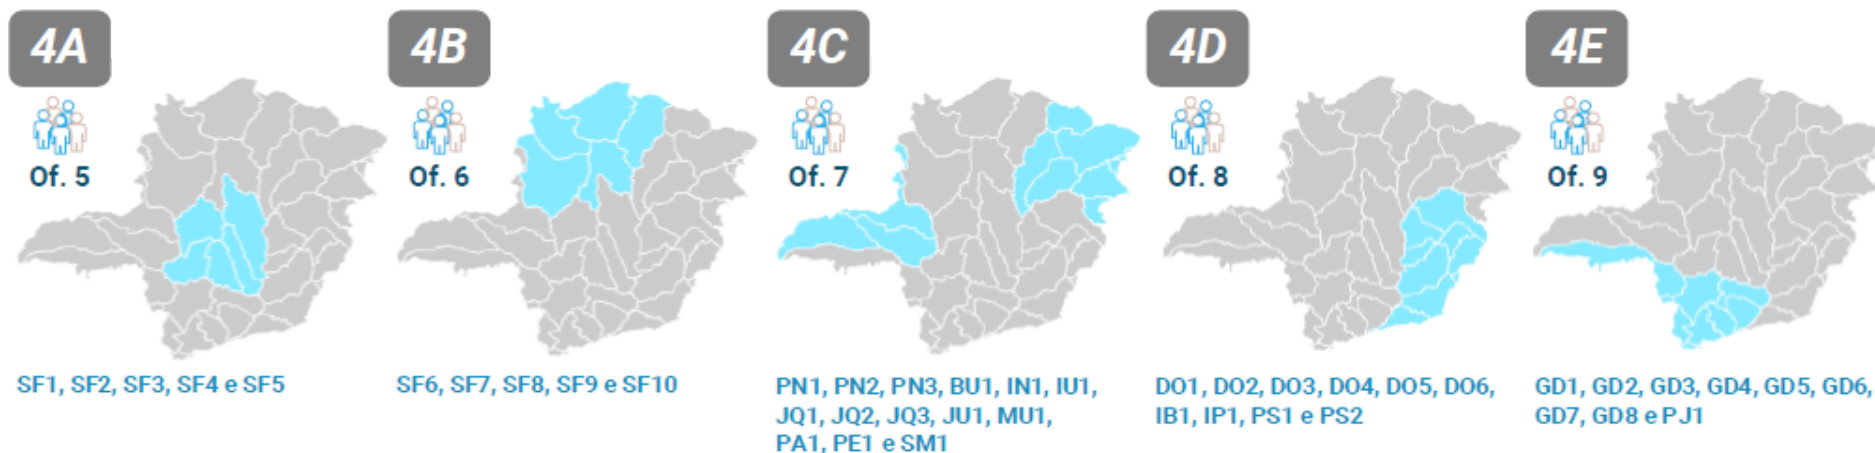 4A
Of. 5
SF1, SF2, SF3, SF4 e SF5
4B
Of. 6
SF6, SF7, SF8, SF9 e SF10
4C
Of. 7
PN1, PN2, PN3, BU1, IN1, IU1,
JQ1, JQ2, JQ3, JU1, MU1,
PA1, PE1 e SM1
4D
Of. 8
DO1, DO2, DO3, DO4, DO5, DO6,
IB1, IP1, PS1 e PS2
4E
Of. 9
GD1, GD2, GD3, GD4, GD5, GD6,
GD7, GD8 e PJ1